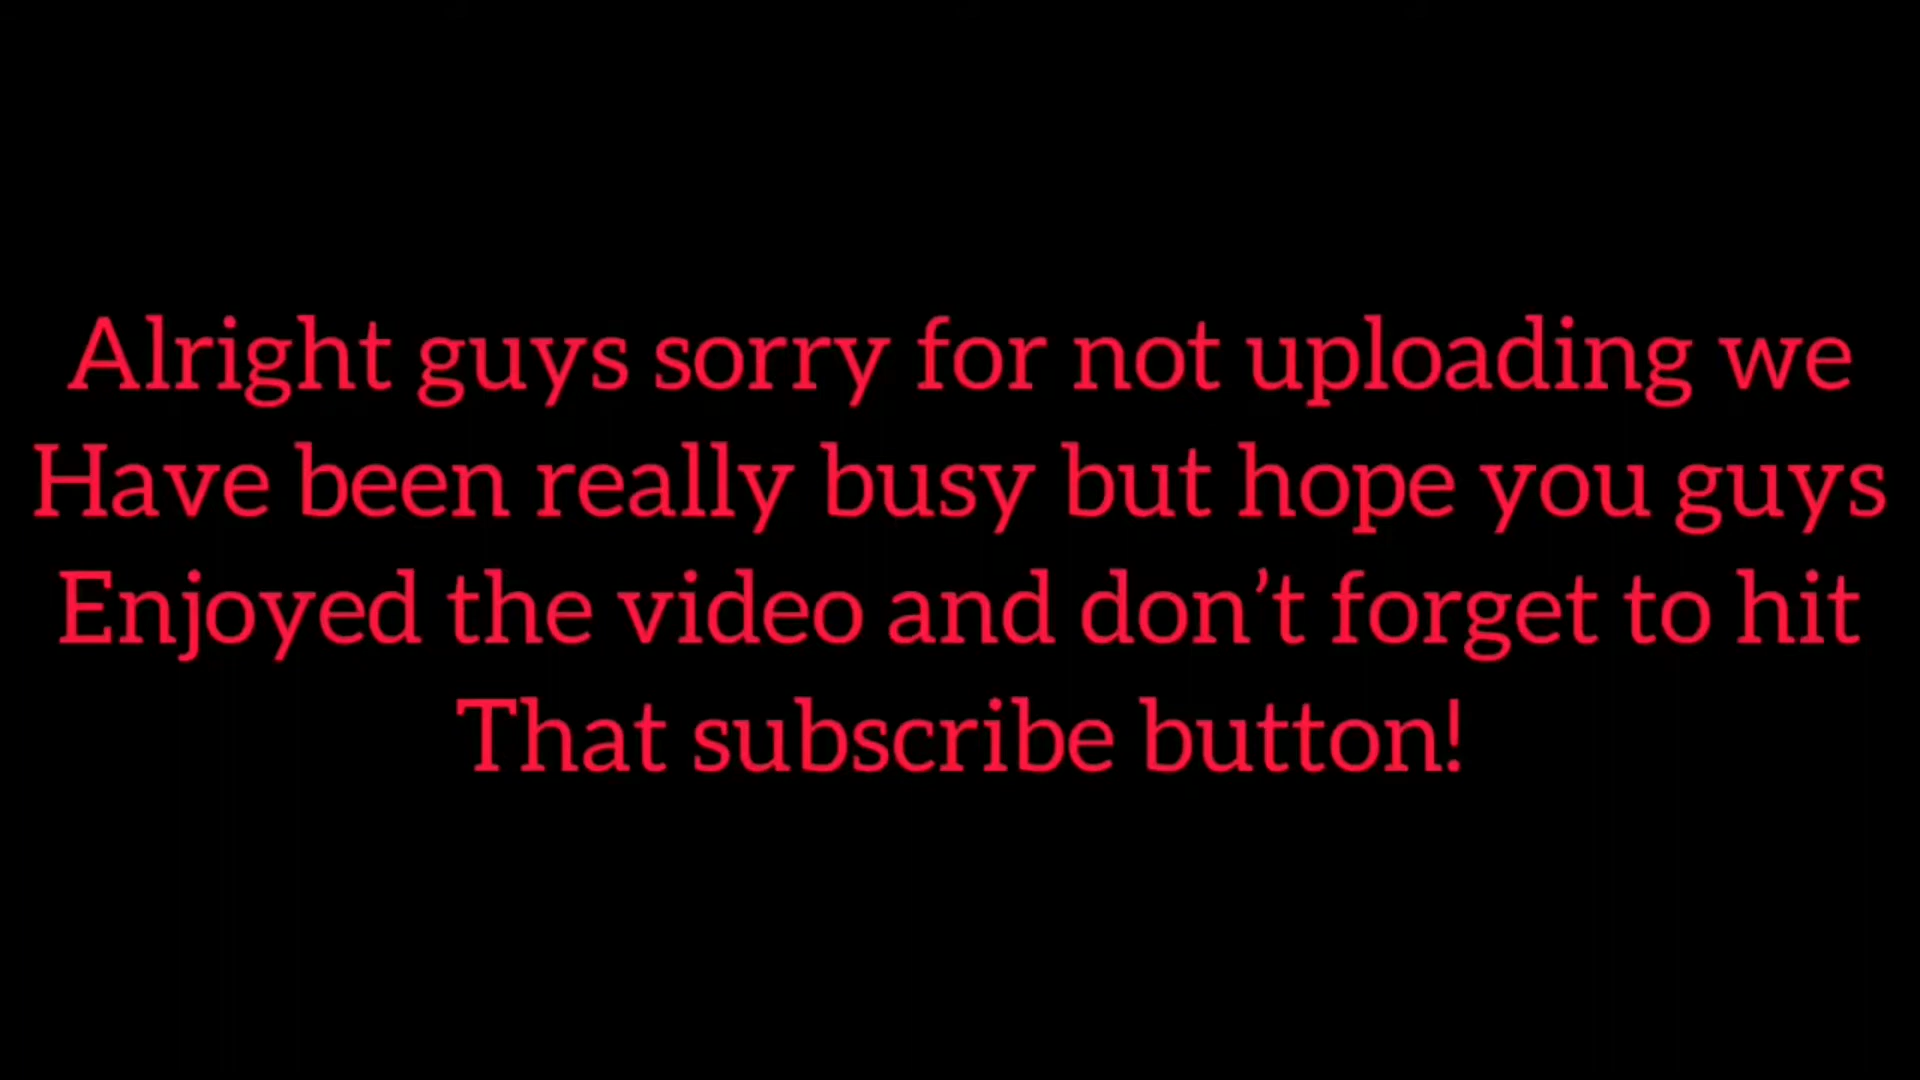 Alright guys sorry for not uploading we
Have been really busy but hope you guys
Enjoyed the video and don’t forget to hit
That subscribe button!